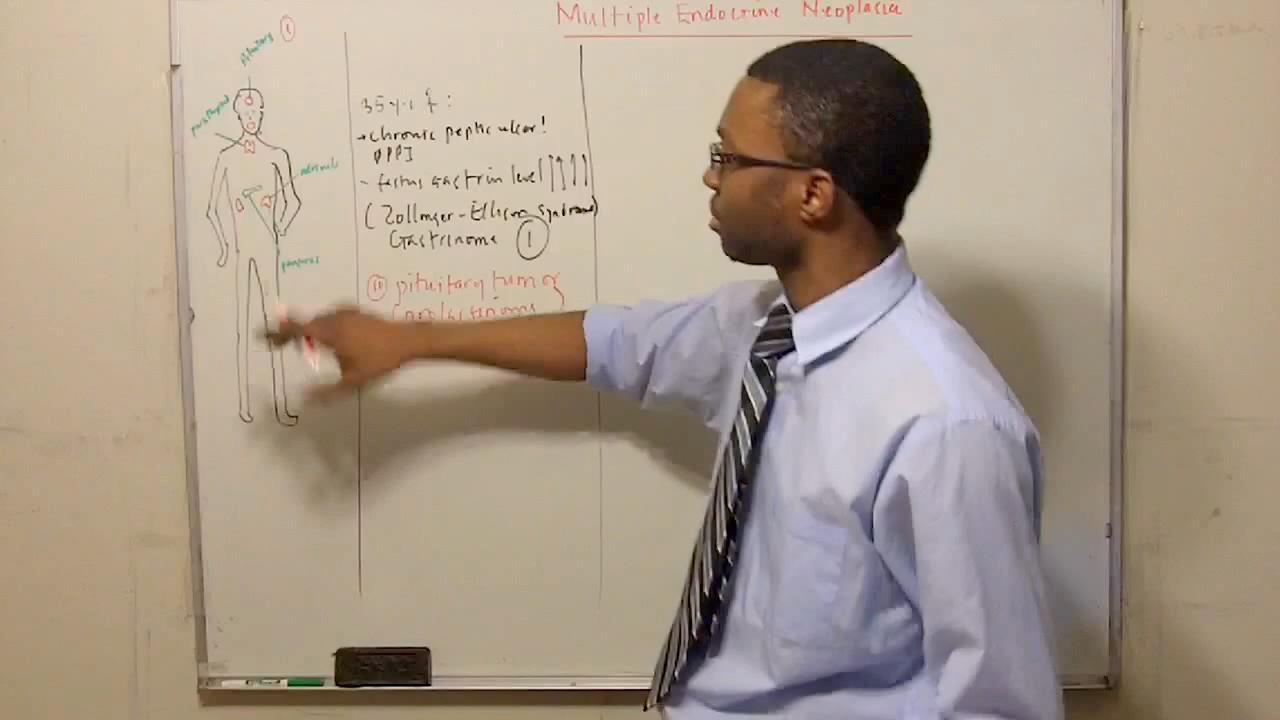 Multiple Endocrine Neoplasia
pituitary 1
parathyroid
adrenals
pancreas
35 y.r f :
chronic peptic ulcer!
PPI
- fastus gastrin level ↑↑↑↑
(Zollinger-Ellison syndrome)
Gastrinoma 1
pituitary tumor